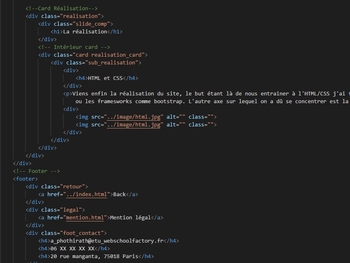 <!--Card Réalisation-->
<div class="realisation">
<div class="slide_comp">
<h1>La réalisation</h1>
</div>
<!-- Intérieur card -->
<div class="card realisation_card">
<div class="sub_realisation">
<div>
<h4>HTML et CSS</h4>
</div>
<p>Viens enfin la réalisation du site, le but étant là de nous entrainer à l'HTML/CSS j'ai
ou les frameworks comme bootstrap. L'autre axe sur lequel on a dû se concentrer est la
<div>
<img src="../image/html.jpg" alt="" class="">
<img src="../image/html.jpg" alt="" class="">
</div>
</div>
</div>
</div>
<!-- Footer -->
<footer>
<div class="retour">
<a href="../index.html">Back</a>
</div>
<div class="legal">
<a href="mention.html">Mention légal</a>
</div>
<div class="foot_contact">
<h4>a_phothirath@etu_webschoolfactory.fr</h4>
<h4>06 XX XX XX XX</h4>
<h4>20 rue manganta, 75018 Paris</h4>
</div>